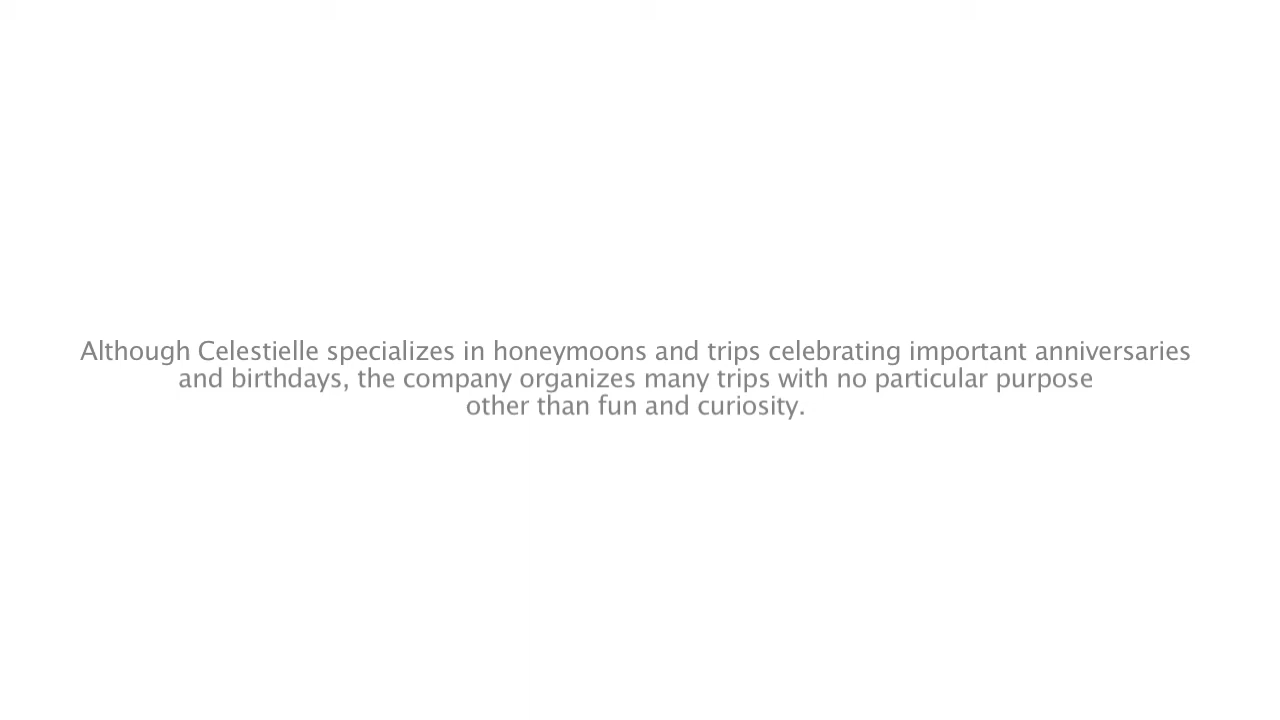 Although Celestielle specializes in honeymoons and trips celebrating important anniversaries
and birthdays, the company organizes many trips with no particular purpose
other than fun and curiosity.